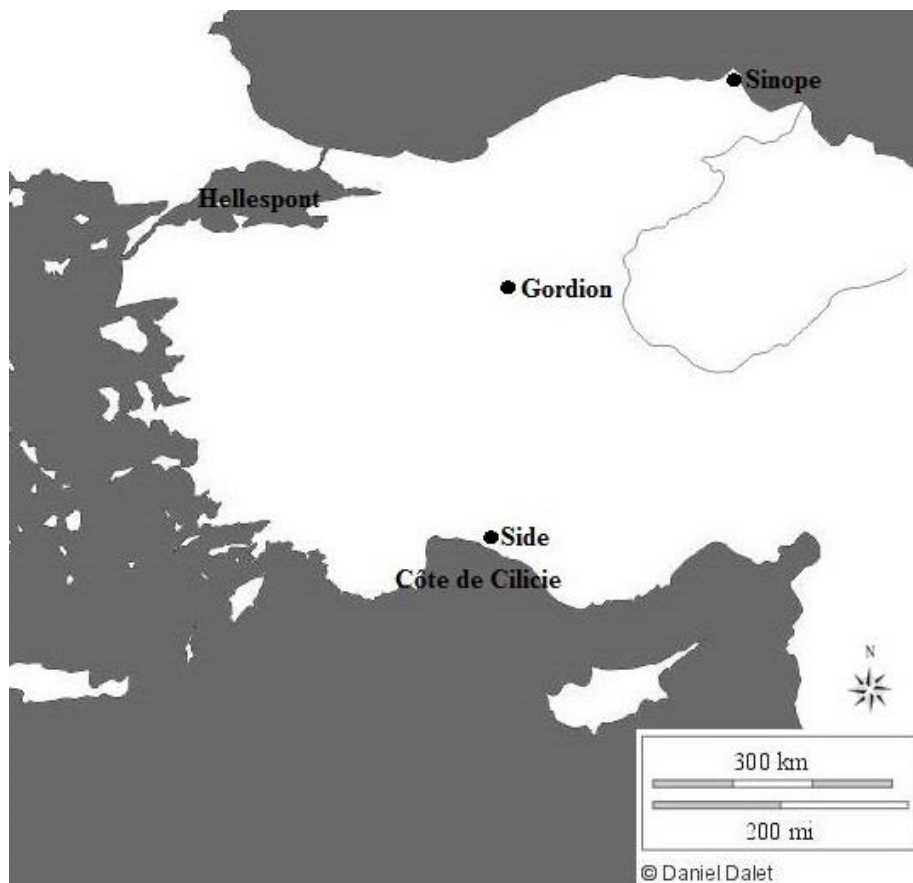 Sinope
Hellespont
Gordion
Side
Côte de Cilicie
N
300 km
200 mi
© Daniel Dalet